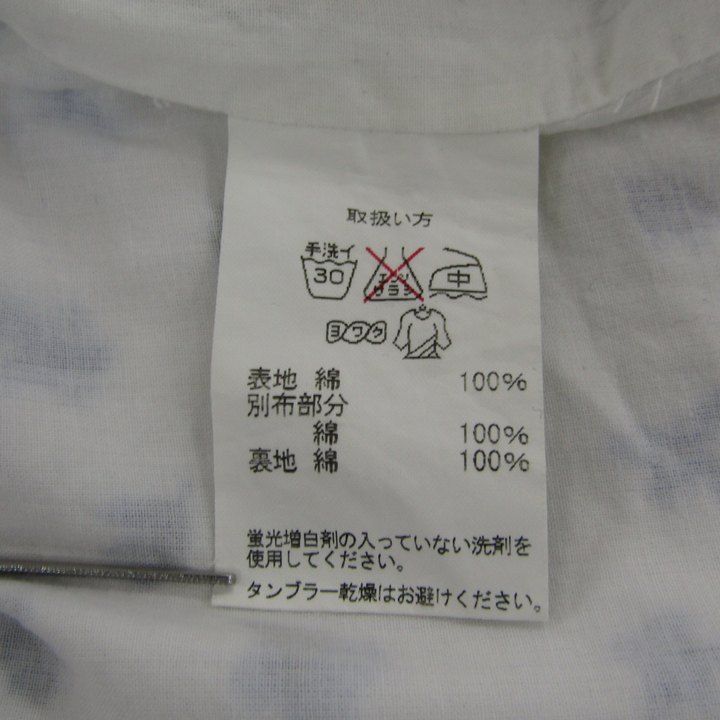 取扱い方
手洗イ
30 エンソ サラシ 中
ヨワク
表地 綿 100%
別布部分
綿 100%
裏地 綿 100%
蛍光増白剤の入っていない洗剤を
使用してください。
タンブラー乾燥はお避けください。